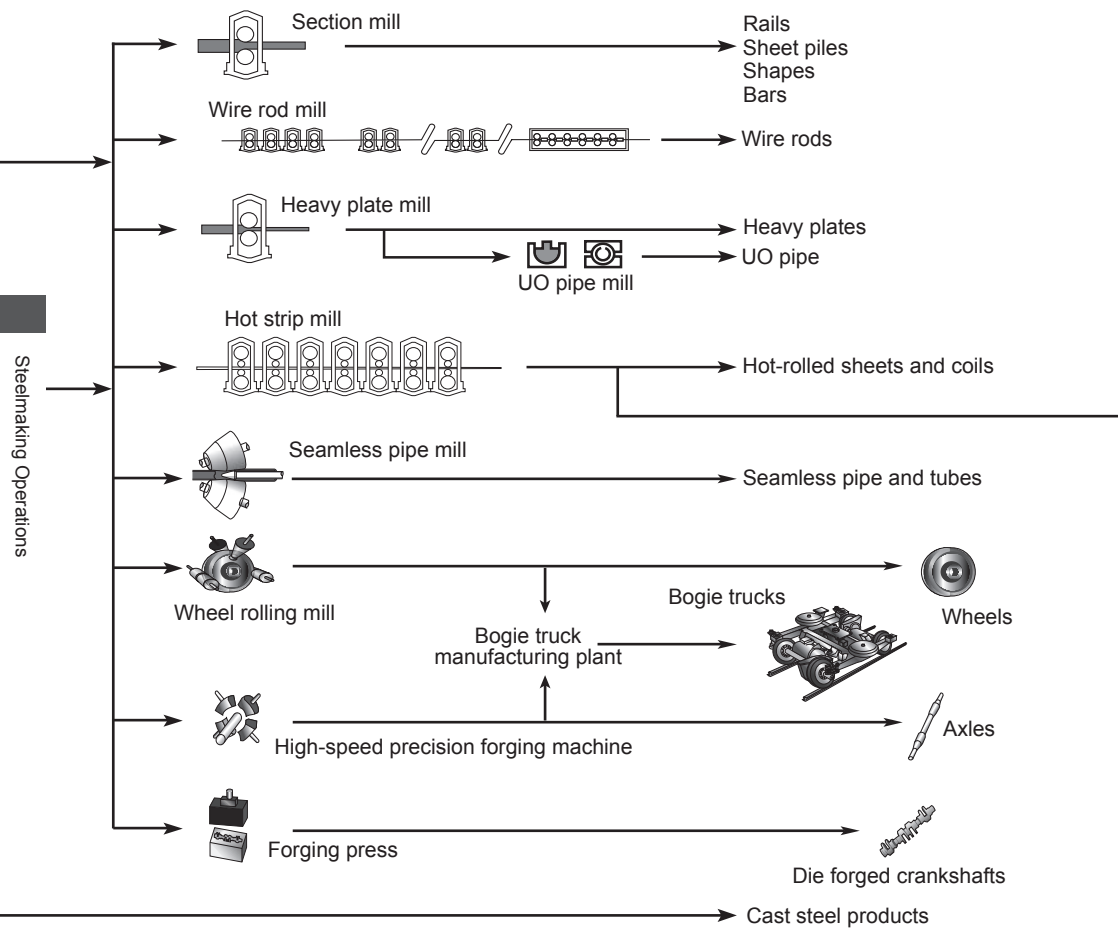 Section mill
Rails
Sheet piles
Shapes
Bars
Wire rod mill
Wire rods
Heavy plate mill
Heavy plates
UO pipe
UO pipe mill
Hot strip mill
Hot-rolled sheets and coils
Steelmaking Operations
Seamless pipe mill
Seamless pipe and tubes
Wheel rolling mill
Bogie trucks
Wheels
Bogie truck
manufacturing plant
High-speed precision forging machine
Axles
Forging press
Die forged crankshafts
Cast steel products